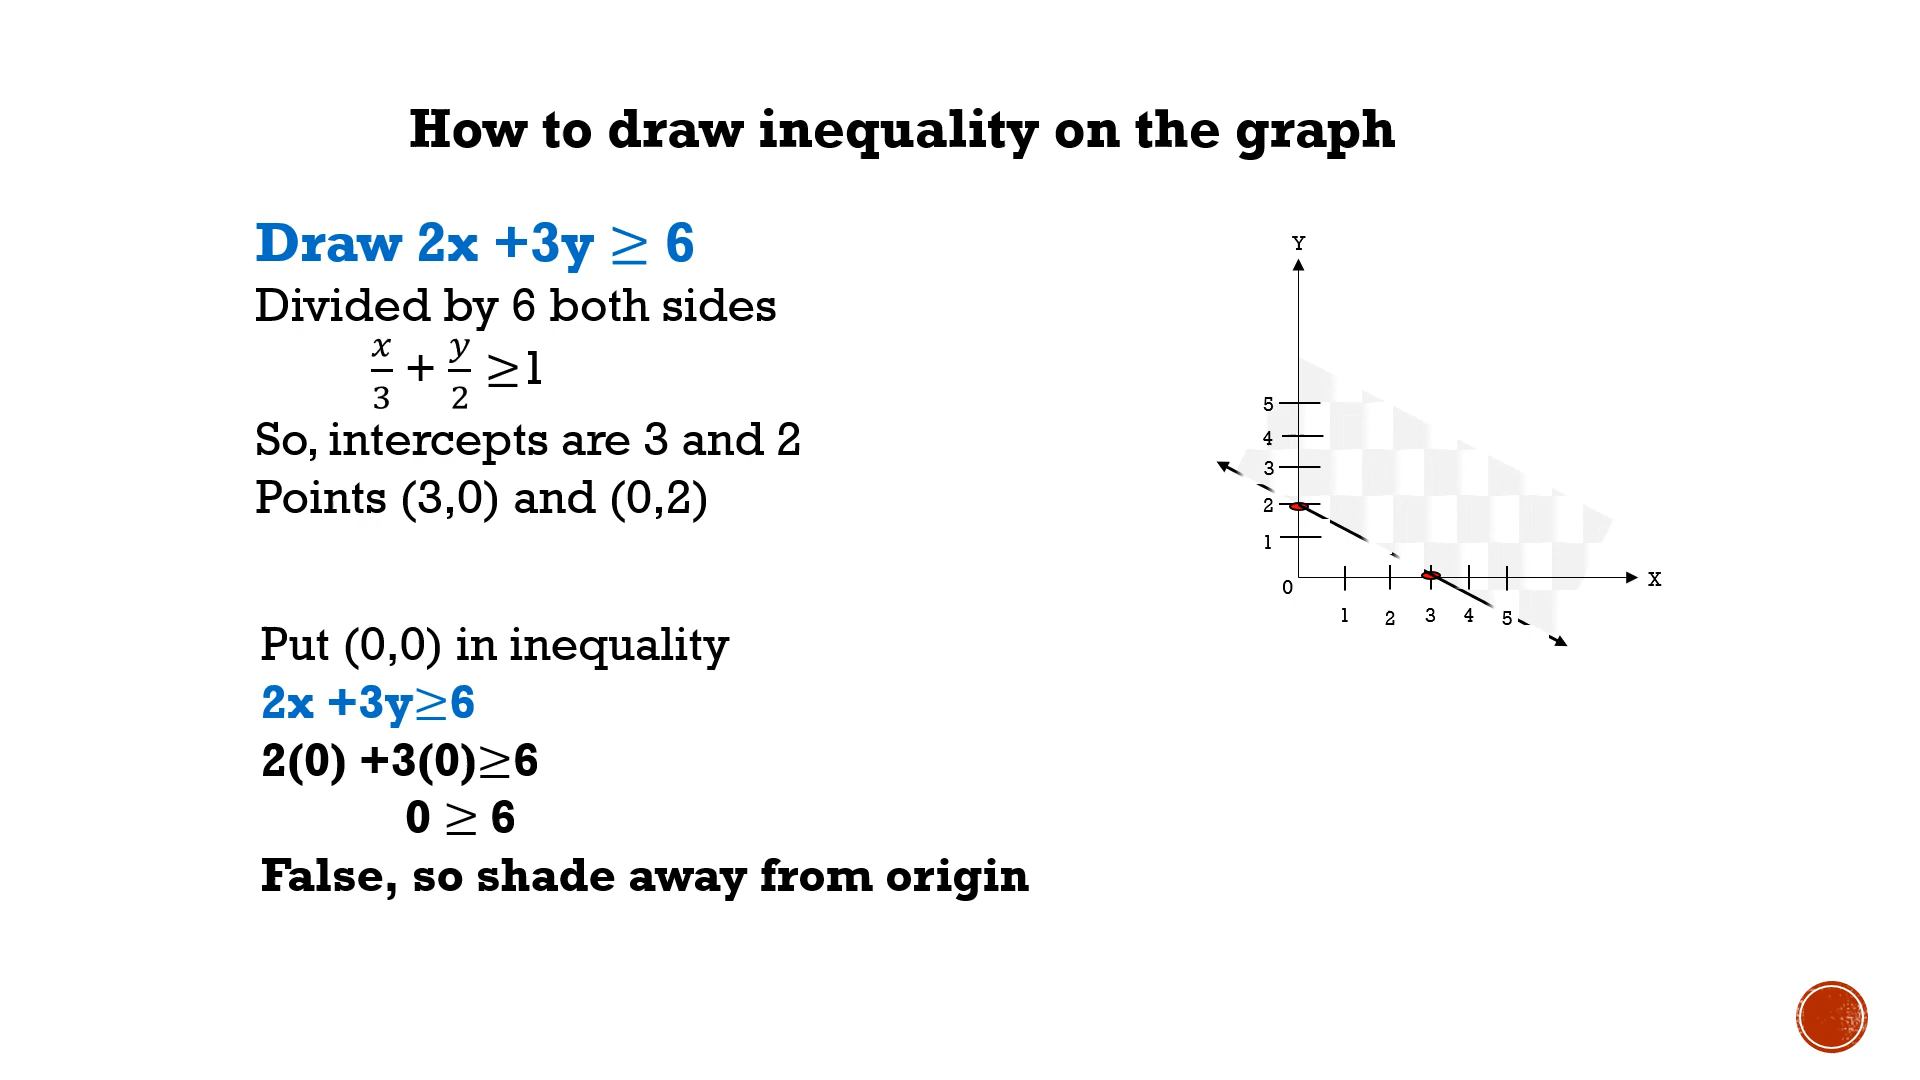 How to draw inequality on the graph
Draw 2x +3y ≥ 6
Divided by 6 both sides
x/3 + y/2 ≥1
So, intercepts are 3 and 2
Points (3,0) and (0,2)
Put (0,0) in inequality
2x +3y≥6
2(0) +3(0)≥6
0 ≥ 6
False, so shade away from origin
Y
5
4
3
2
1
0
X
1 2 3 4 5